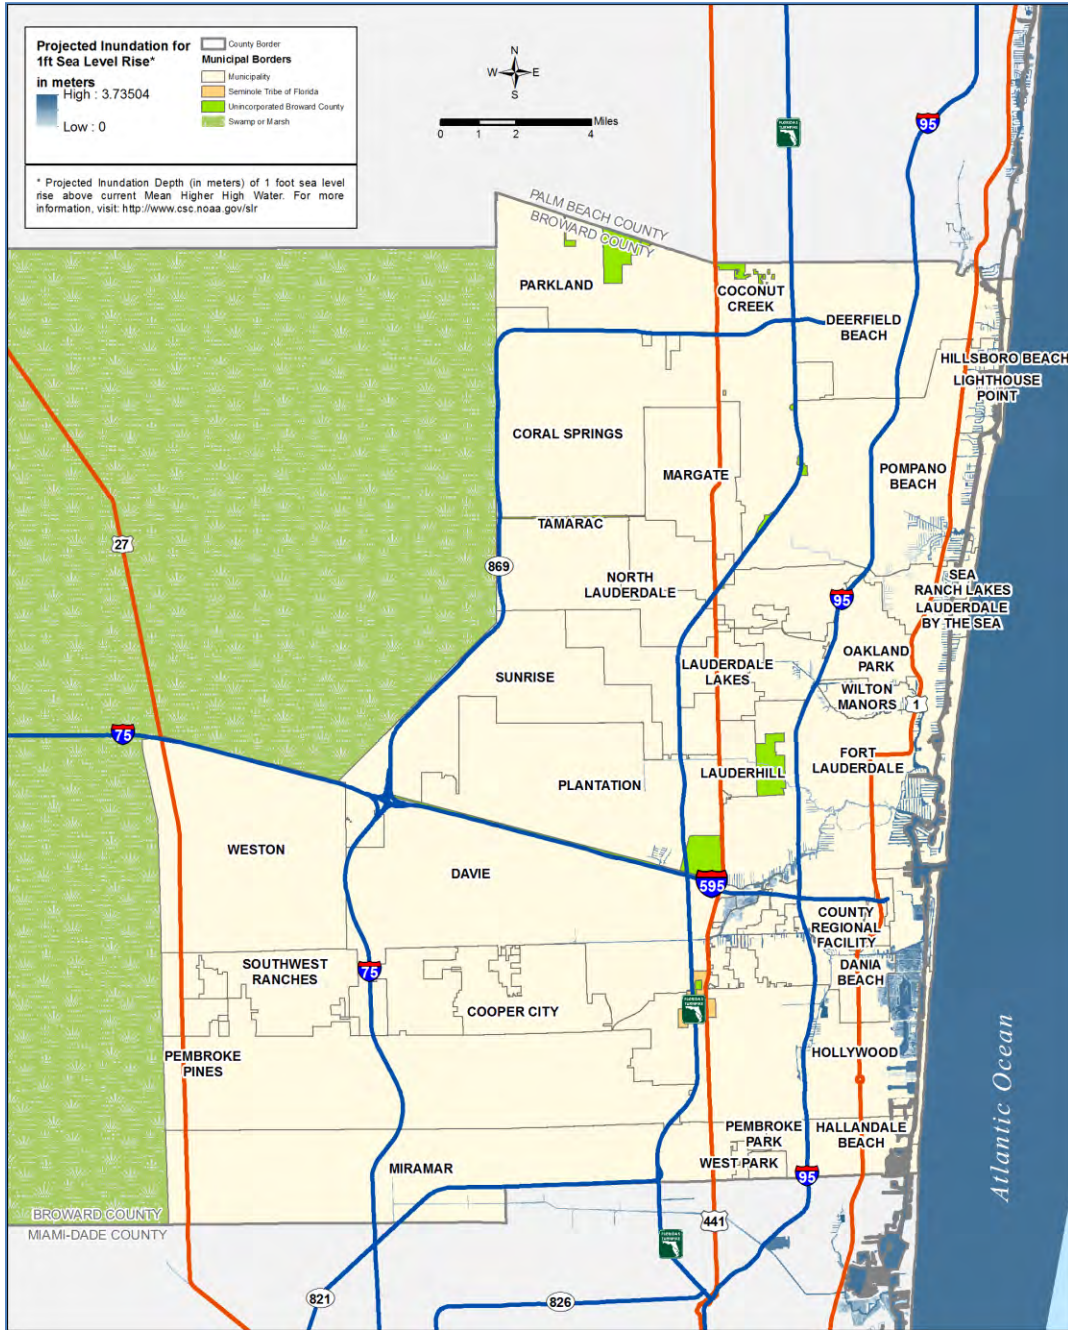 Projected Inundation for
1ft Sea Level Rise*
in meters
High : 3.73504
Low : 0
County Border
Municipal Borders
Municipality
Seminole Tribe of Florida
Unincorporated Broward County
Swamp or Marsh
* Projected Inundation Depth (in meters) of 1 foot sea level
rise above current Mean Higher High Water. For more
information, visit: http://www.csc.noaa.gov/slr
N
W E
S
Miles
0 1 2 4
95
PALM BEACH COUNTY
BROWARD COUNTY
PARKLAND
COCONUT
CREEK
DEERFIELD
BEACH
HILLSBORO BEACH
LIGHTHOUSE
POINT
CORAL SPRINGS
MARGATE
POMPANO
BEACH
TAMARAC
27
869
NORTH
LAUDERDALE
SEA
RANCH LAKES
LAUDERDALE
BY THE SEA
95
OAKLAND
PARK
SUNRISE
LAUDERDALE
LAKES
WILTON
MANORS
1
75
FORT
LAUDERDALE
LAUDERHILL
PLANTATION
WESTON
DAVIE
595
COUNTY
REGIONAL
FACILITY
SOUTHWEST
RANCHES
75
DANIA
BEACH
COOPER CITY
HOLLYWOOD
PEMBROKE
PINES
PEMBROKE
PARK
HALLANDALE
BEACH
MIRAMAR
WEST PARK
95
Atlantic Ocean
BROWARD COUNTY
MIAMI-DADE COUNTY
441
821
826